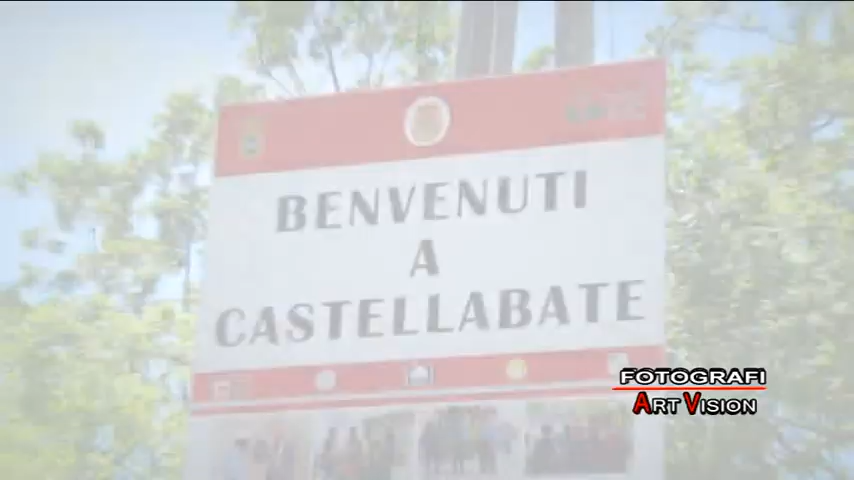 BENVENUTI
A
CASTELLABATE
FOTOGRAFI
ART VISION